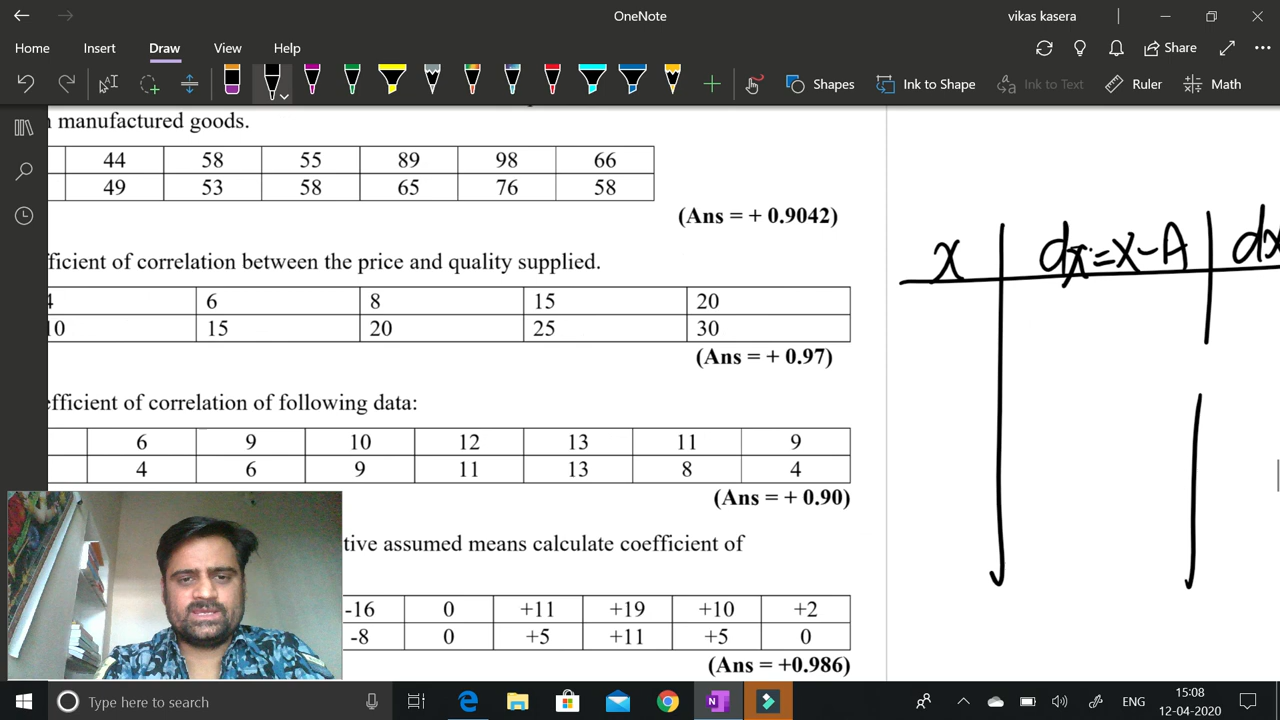 OneNote
vikas kasera
Home Insert Draw View Help
Share
Shapes Ink to Shape Ink to Text Ruler Math
manufactured goods.
44 58 55 89 98 66
49 53 58 65 76 58
(Ans = + 0.9042)
x dx=x-A dx
fficient of correlation between the price and quality supplied.
4 6 8 15 20
10 15 20 25 30
(Ans = + 0.97)
efficient of correlation of following data:
6 9 10 12 13 11 9
4 6 9 11 13 8 4
(Ans = + 0.90)
tive assumed means calculate coefficient of
-16 0 +11 +19 +10 +2
-8 0 +5 +11 +5 0
(Ans = +0.986)
Type here to search
ENG
15:08
12-04-2020